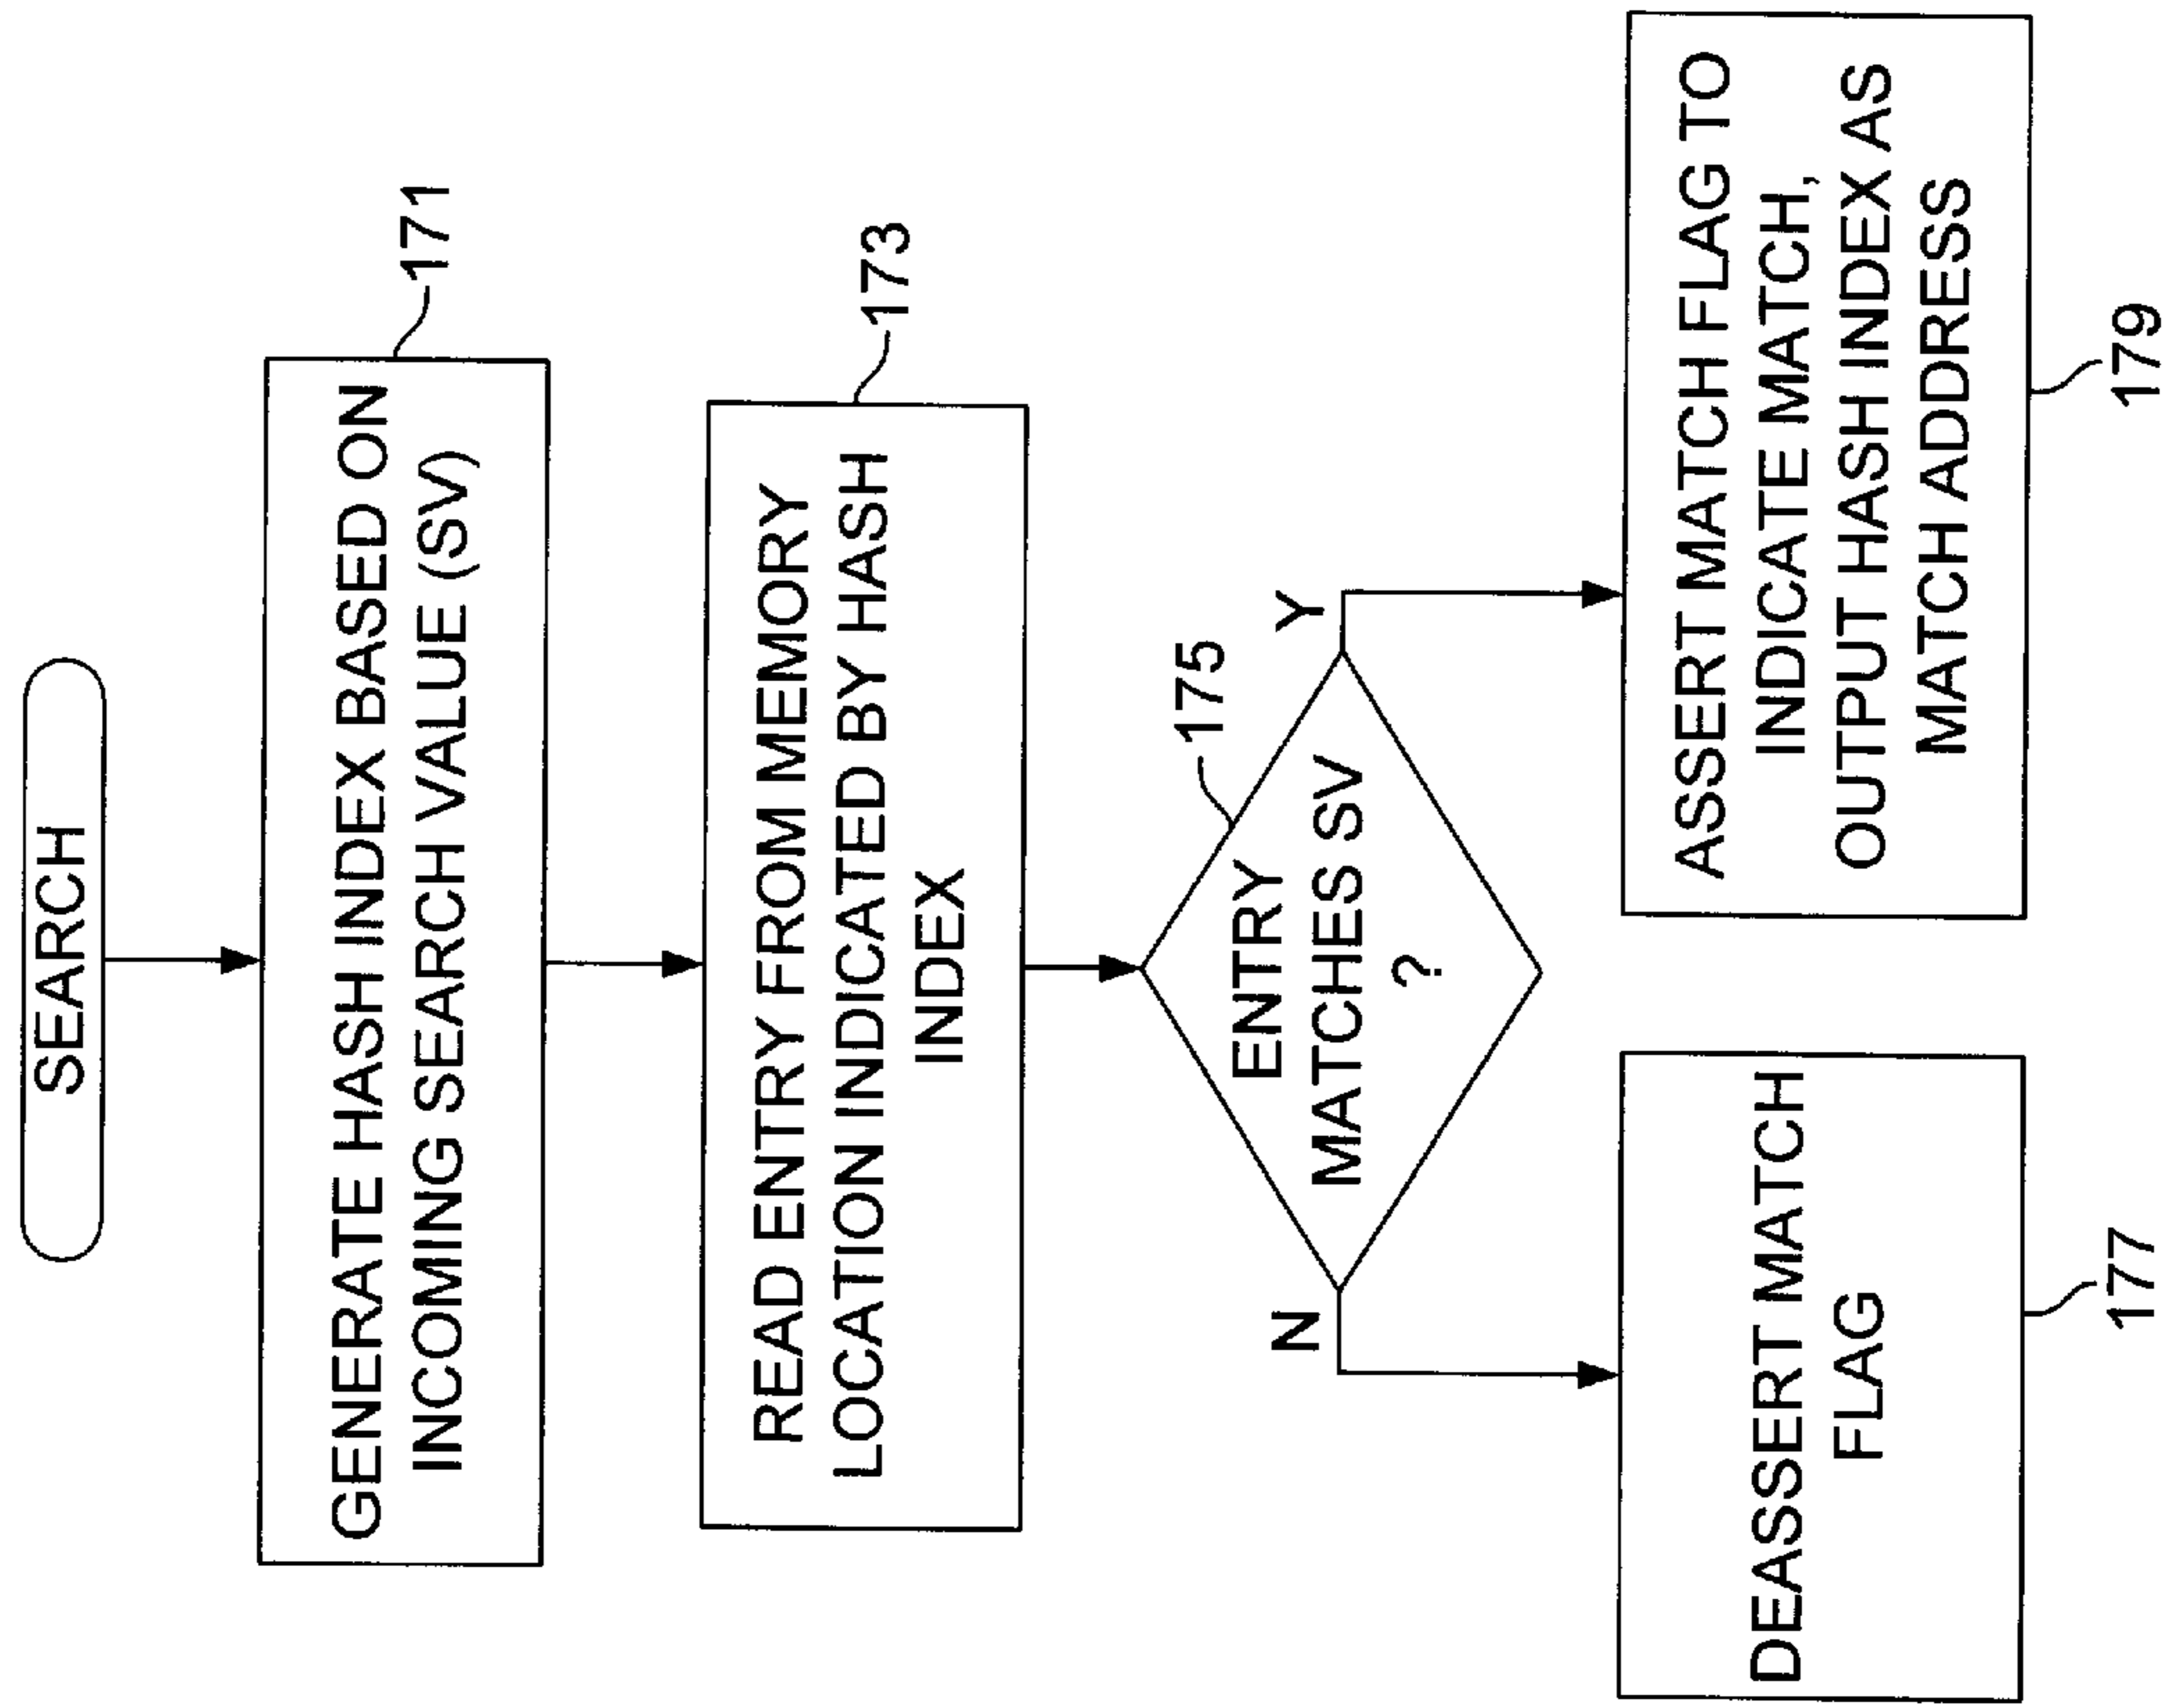 SEARCH
GENERATE HASH INDEX BASED ON
INCOMING SEARCH VALUE (SV)
171
READ ENTRY FROM MEMORY
LOCATION INDICATED BY HASH
INDEX
173
ENTRY
MATCHES SV
?
175
N
Y
DEASSERT MATCH
FLAG
177
ASSERT MATCH FLAG TO
INDICATE MATCH,
OUTPUT HASH INDEX AS
MATCH ADDRESS
179